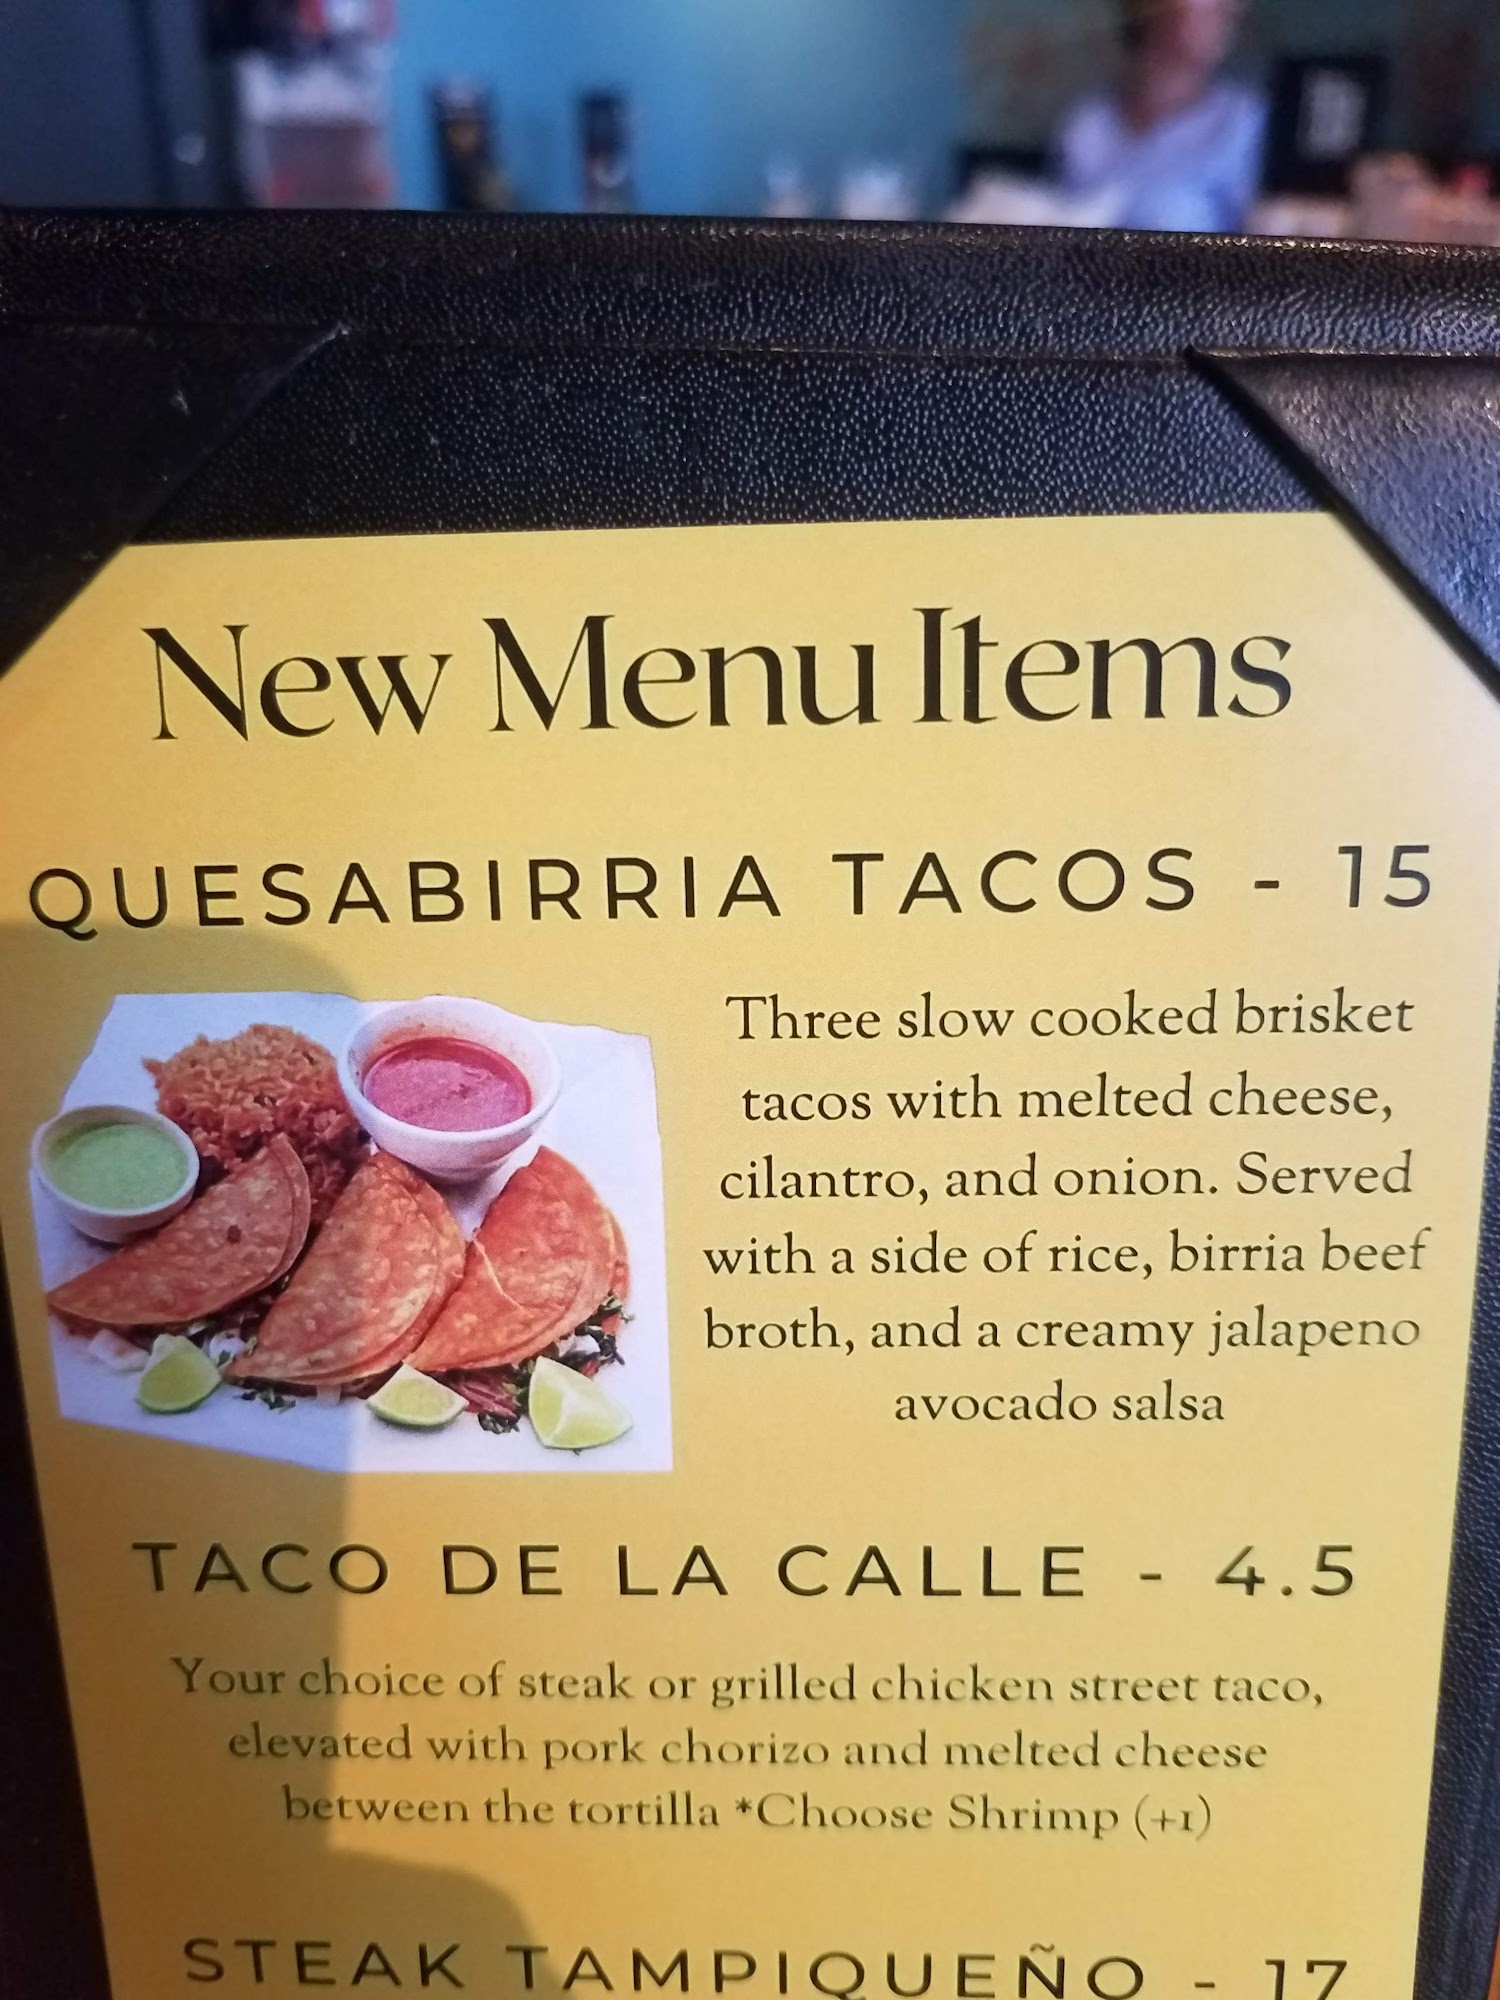 New Menu Items
QUESABIRRIA TACOS - 15
Three slow cooked brisket
tacos with melted cheese,
cilantro, and onion. Served
with a side of rice, birria beef
broth, and a creamy jalapeno
avocado salsa
TACO DE LA CALLE - 4.5
Your choice of steak or grilled chicken street taco,
elevated with pork chorizo and melted cheese
between the tortilla *Choose Shrimp (+1)
STEAK TAMPIQUEÑO - 17